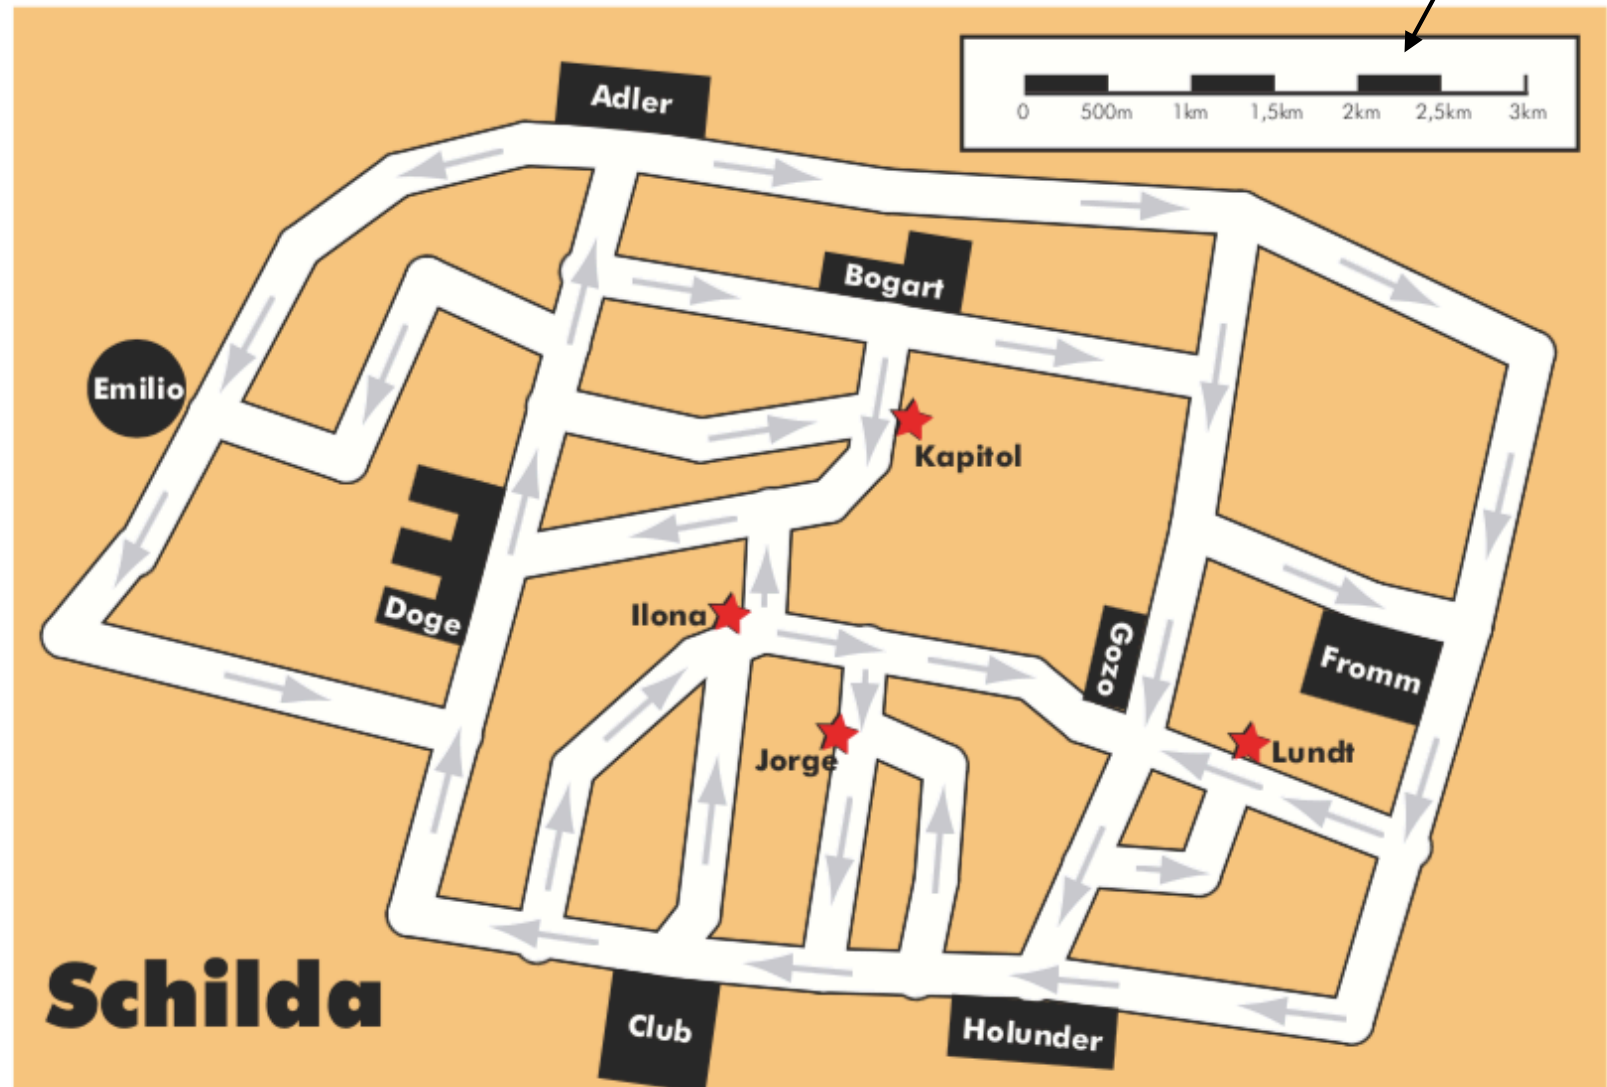 Adler
0 500m 1km 1,5km 2km 2,5km 3km
Bogart
Emilio
Kapitol
Doge
Ilona
Gozo
Fromm
Jorge
Lundt
Schilda
Club
Holunder